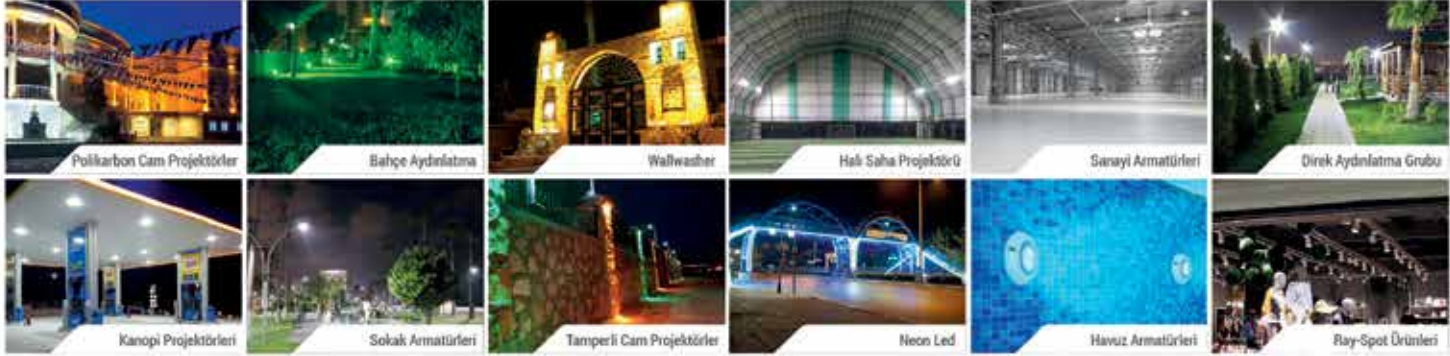 Polikarbon Cam Projektörler
Bahçe Aydınlatma
Wallwasher
Halı Saha Projektörü
Sanayi Armatürleri
Direk Aydınlatma Grubu
Kanopi Projektörleri
Sokak Armatürleri
Tamperli Cam Projektörler
Neon Led
Havuz Armatürleri
Ray-Spot Ürünleri